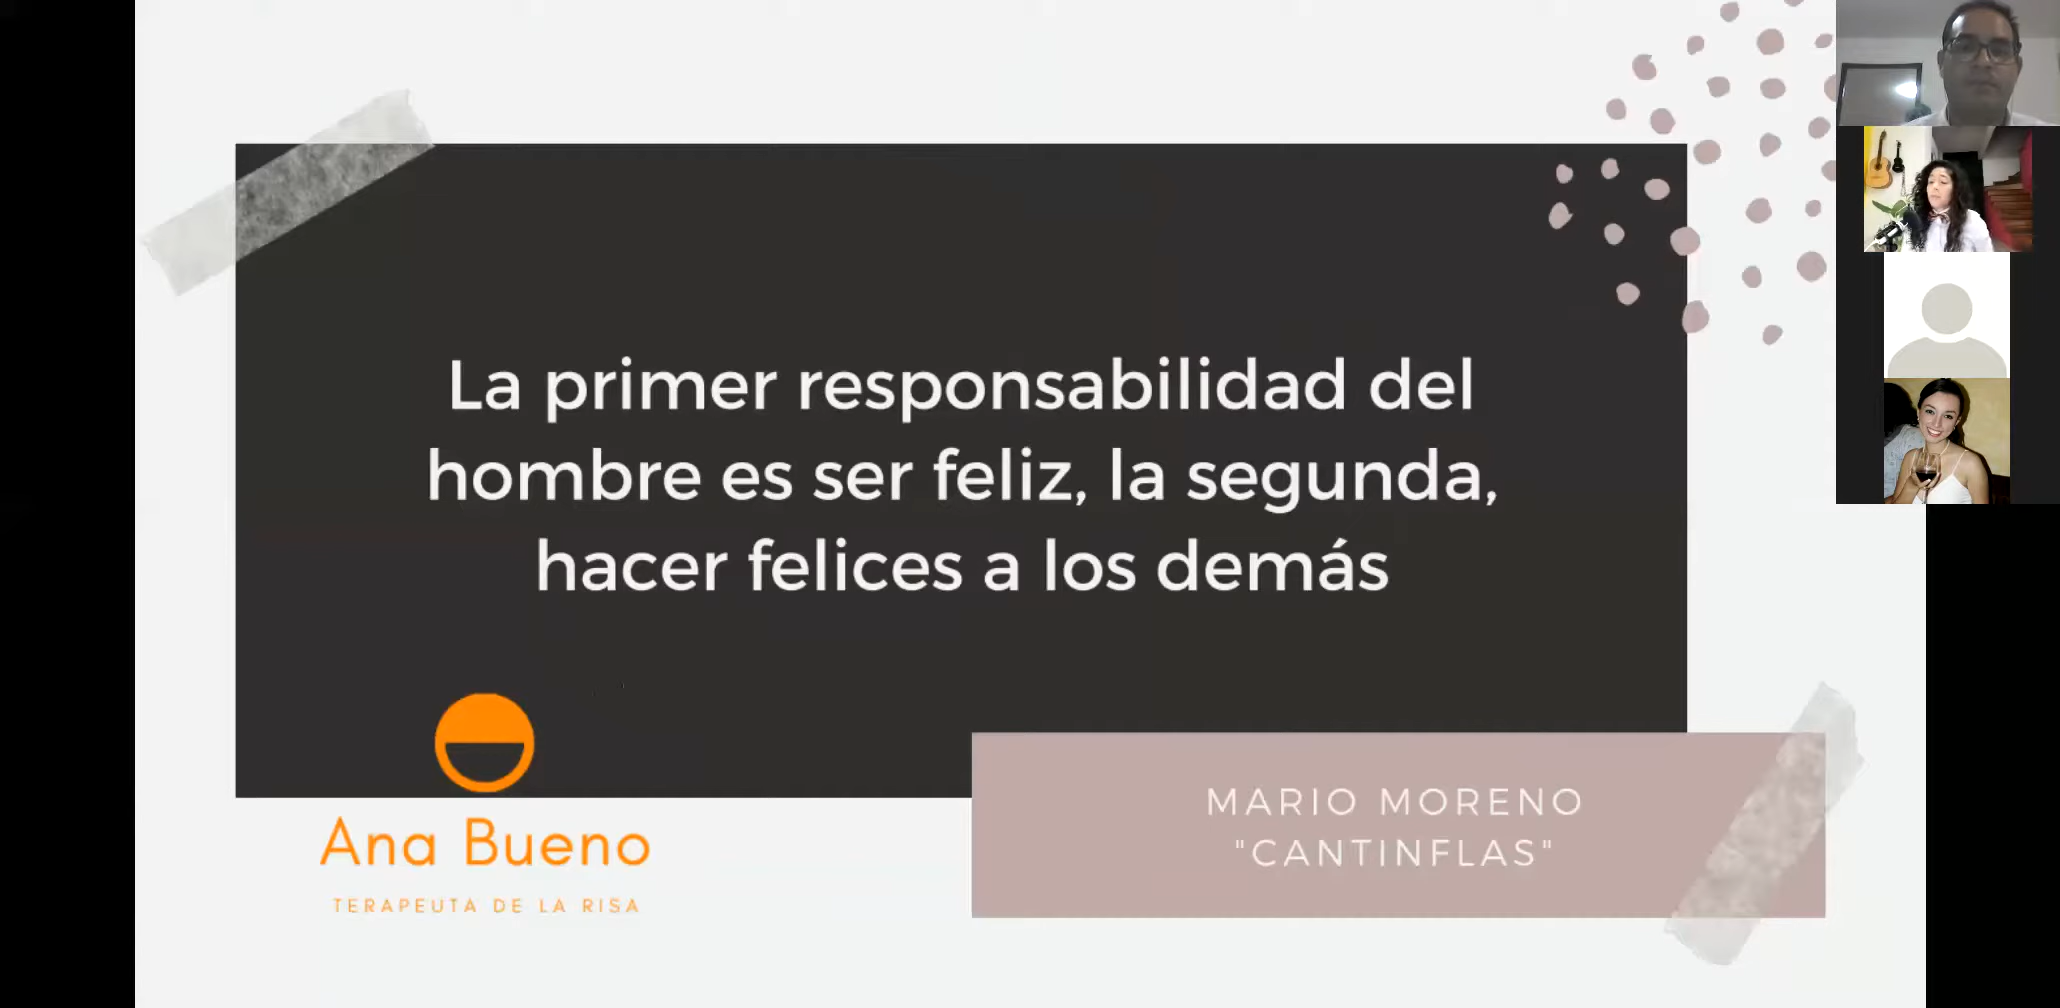 La primer responsabilidad del
hombre es ser feliz, la segunda,
hacer felices a los demás
Ana Bueno
TERAPEUTA DE LA RISA
MARIO MORENO
"CANTINFLAS"